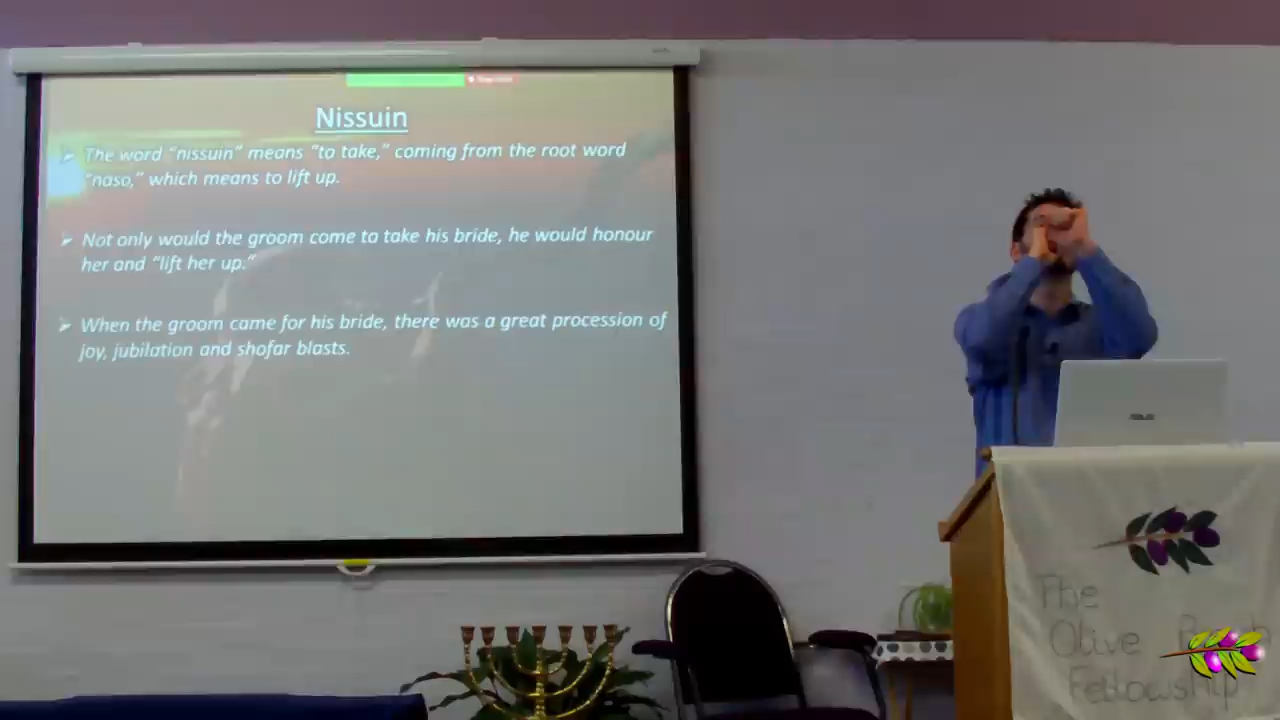 Nissuin
➢ The word "nissuin" means "to take," coming from the root word
"naso," which means to lift up.
➢ Not only would the groom come to take his bride, he would honour
her and "lift her up."
➢ When the groom came for his bride, there was a great procession of
joy, jubilation and shofar blasts.
ASUS
The
Olive
Fellowship